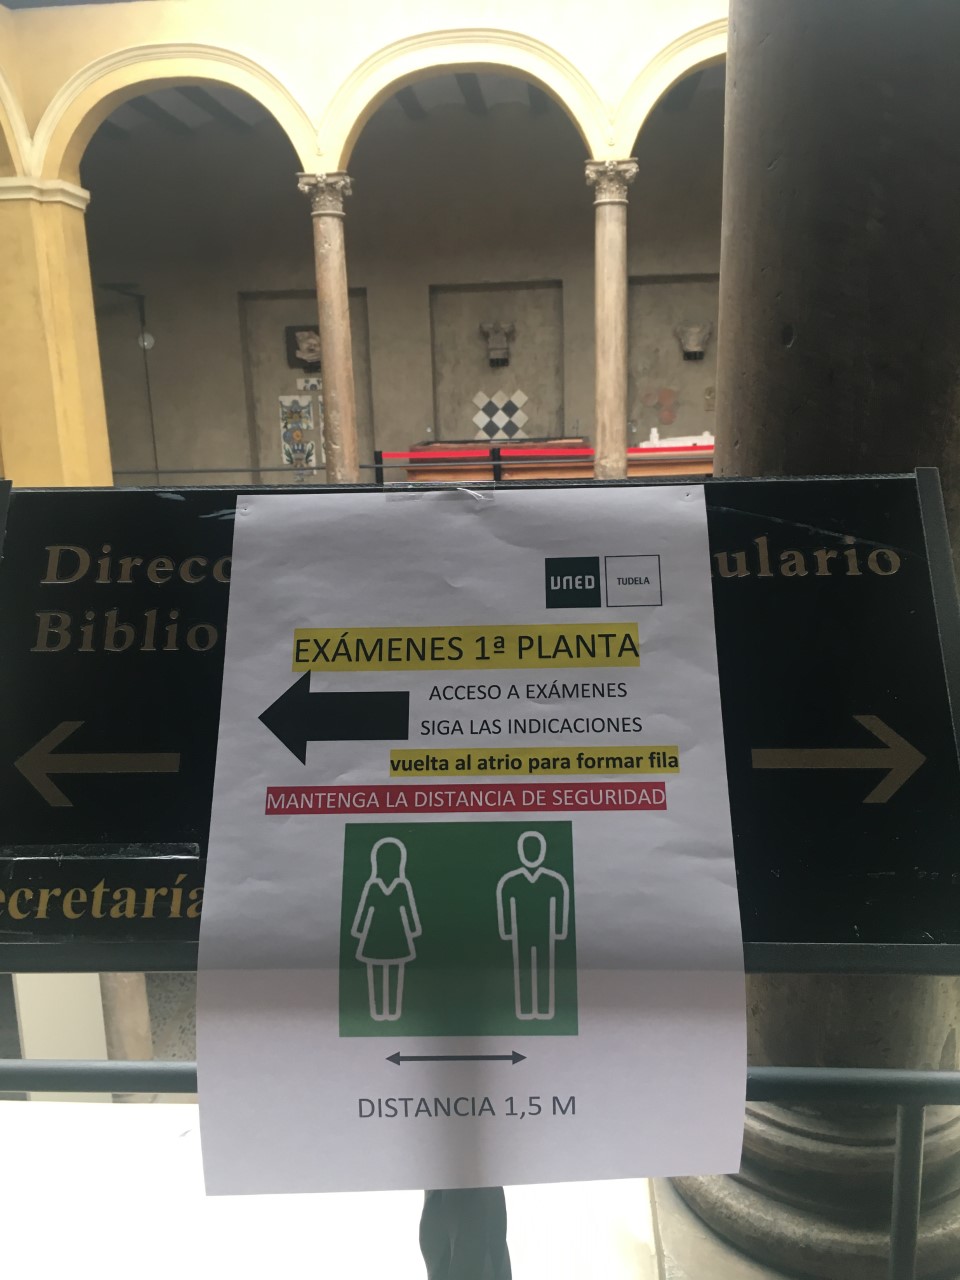 UNED TUDELA
EXÁMENES 1ª PLANTA
ACCESO A EXÁMENES
SIGA LAS INDICACIONES
vuelta al atrio para formar fila
MANTENGA LA DISTANCIA DE SEGURIDAD
DISTANCIA 1,5 M
Direcc
Biblio
ecretaría
ulario